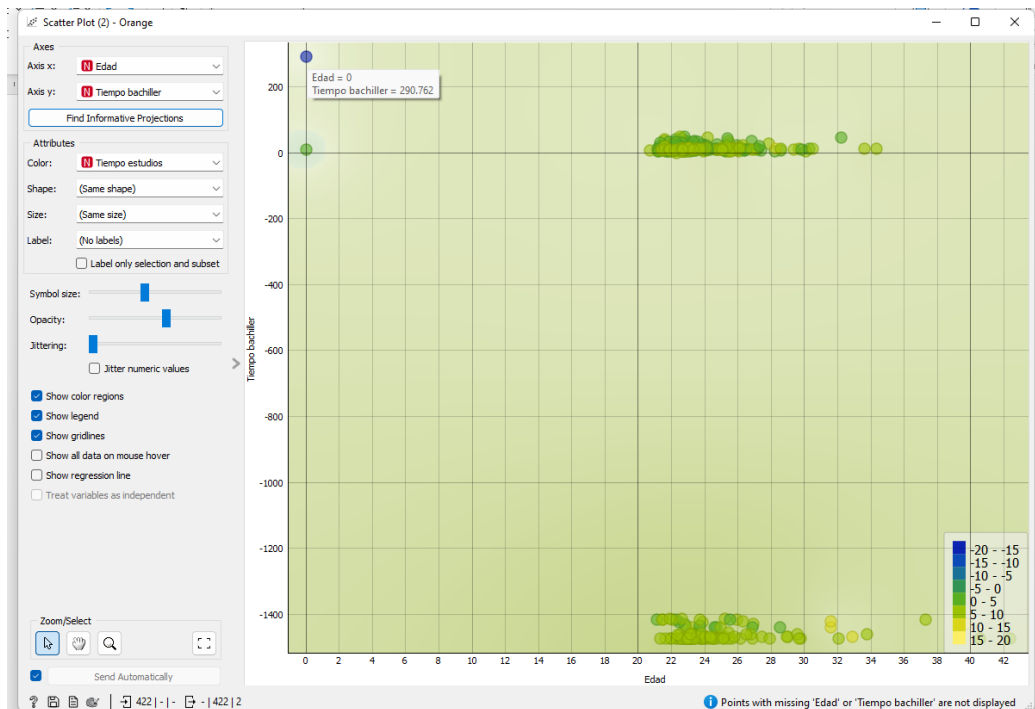 Scatter Plot (2) - Orange
Axes
Axis x: N Edad
Axis y: N Tiempo bachiller
Find Informative Projections
Attributes
Color: N Tiempo estudios
Shape: (Same shape)
Size: (Same size)
Label: (No labels)
Label only selection and subset
Symbol size:
Opacity:
Jittering:
Jitter numeric values
Show color regions
Show legend
Show gridlines
Show all data on mouse hover
Show regression line
Treat variables as independent
Zoom/Select
Send Automatically
? 422 | - | - - | 422 | 2
Edad = 0
Tiempo bachiller = 290.762
200
0
-200
-400
-600
-800
-1000
-1200
-1400
Tiempo bachiller
0 2 4 6 8 10 12 14 16 18 20 22 24 26 28 30 32 34 36 38 40 42
Edad
-20 - -15
-15 - -10
-10 - -5
-5 - 0
0 - 5
5 - 10
10 - 15
15 - 20
Points with missing 'Edad' or 'Tiempo bachiller' are not displayed